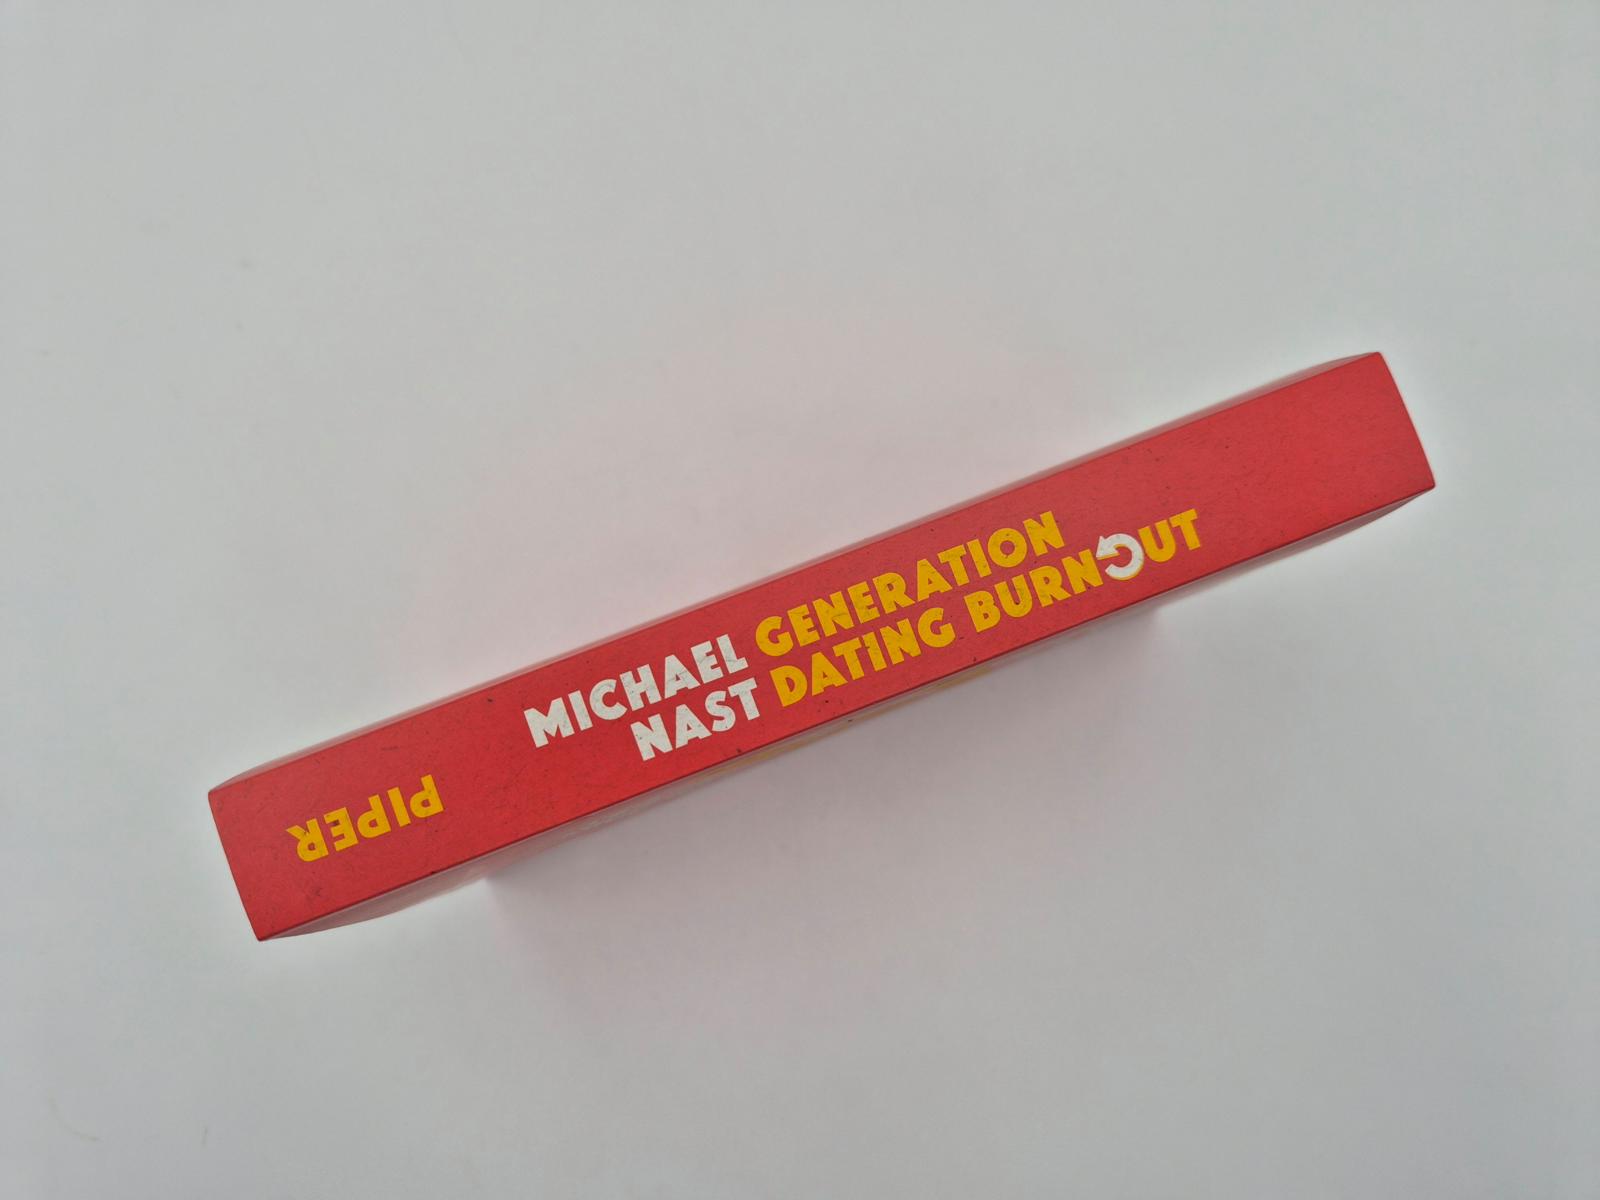 MICHAEL NAST
GENERATION
DATING BURNOUT
PIPER